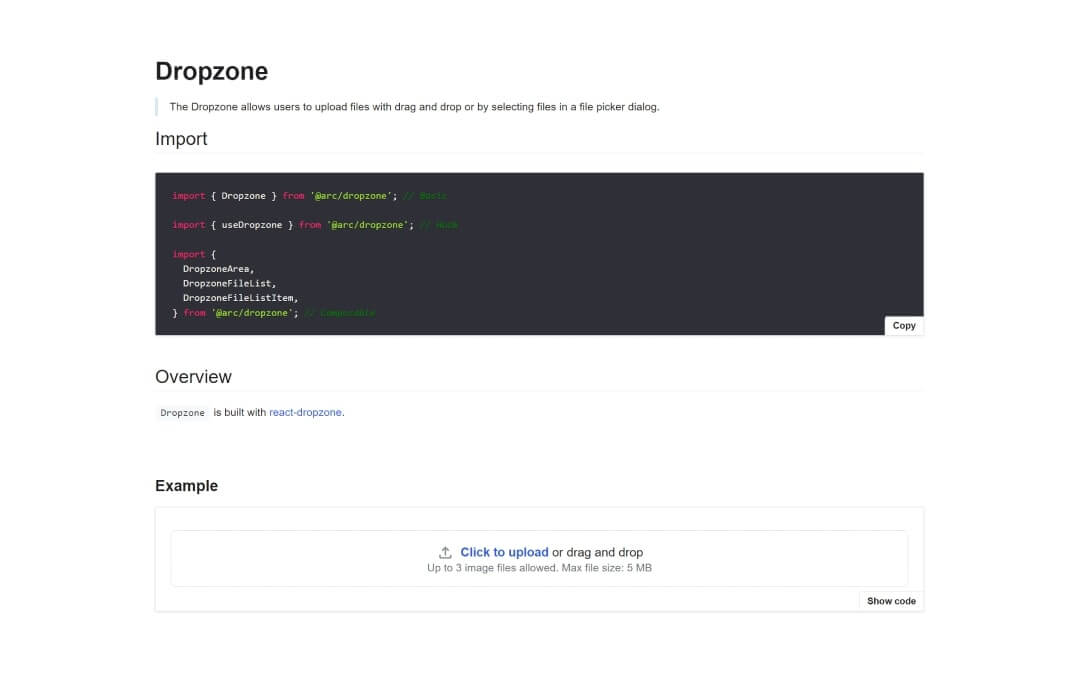 Dropzone
The Dropzone allows users to upload files with drag and drop or by selecting files in a file picker dialog.
Import
import { Dropzone } from '@arc/dropzone'; // Basic
import { useDropzone } from '@arc/dropzone'; // Hook
import {
DropzoneArea,
DropzoneFileList,
DropzoneFileListItem,
} from '@arc/dropzone'; // Composable
Copy
Overview
Dropzone is built with react-dropzone.
Example
Click to upload or drag and drop
Up to 3 image files allowed. Max file size: 5 MB
Show code